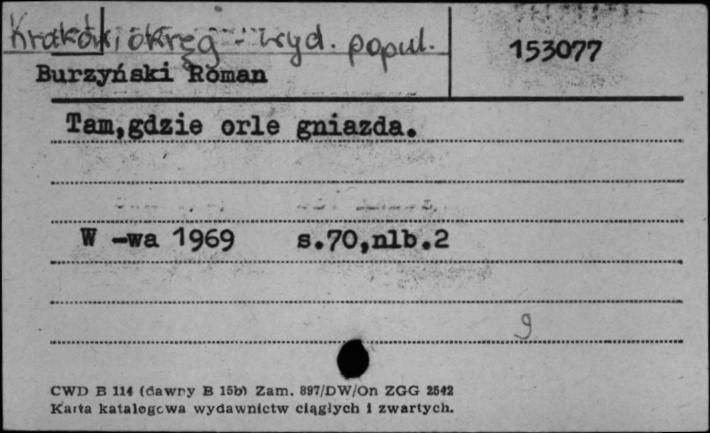 Kraków i okręg - wyd. popul.
153077
Burzyński Roman
Tam,gdzie orle gniazda.
W -wa 1969 s.70,nlb.2
9
CWD B 114 (dawny B 15b) Zam. 897/DW/On ZGG 2542
Karta katalogowa wydawnictw ciągłych i zwartych.